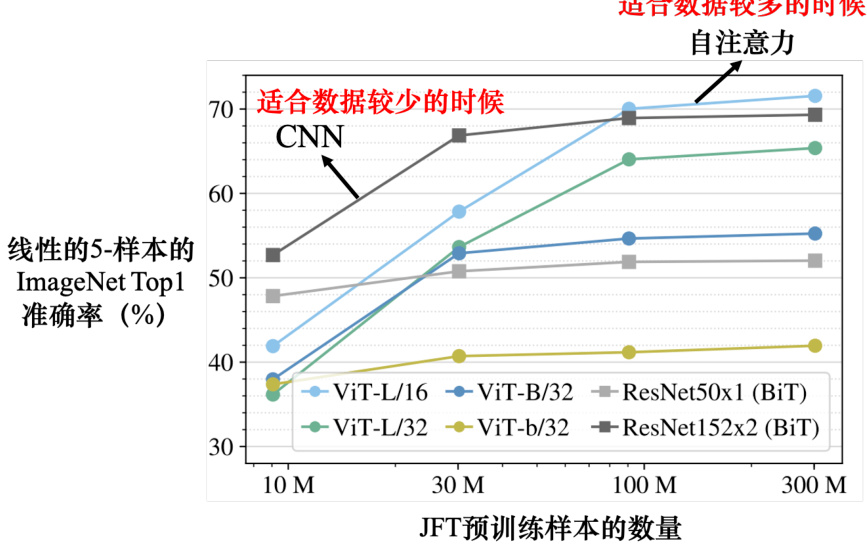 适合数据较多的时候
自注意力
适合数据较少的时候
CNN
70
60
50
40
30
线性的5-样本的
ImageNet Top1
准确率（%）
ViT-L/16
ViT-B/32
ResNet50x1 (BiT)
ViT-L/32
ViT-b/32
ResNet152x2 (BiT)
10 M
30 M
100 M
300 M
JFT预训练样本的数量